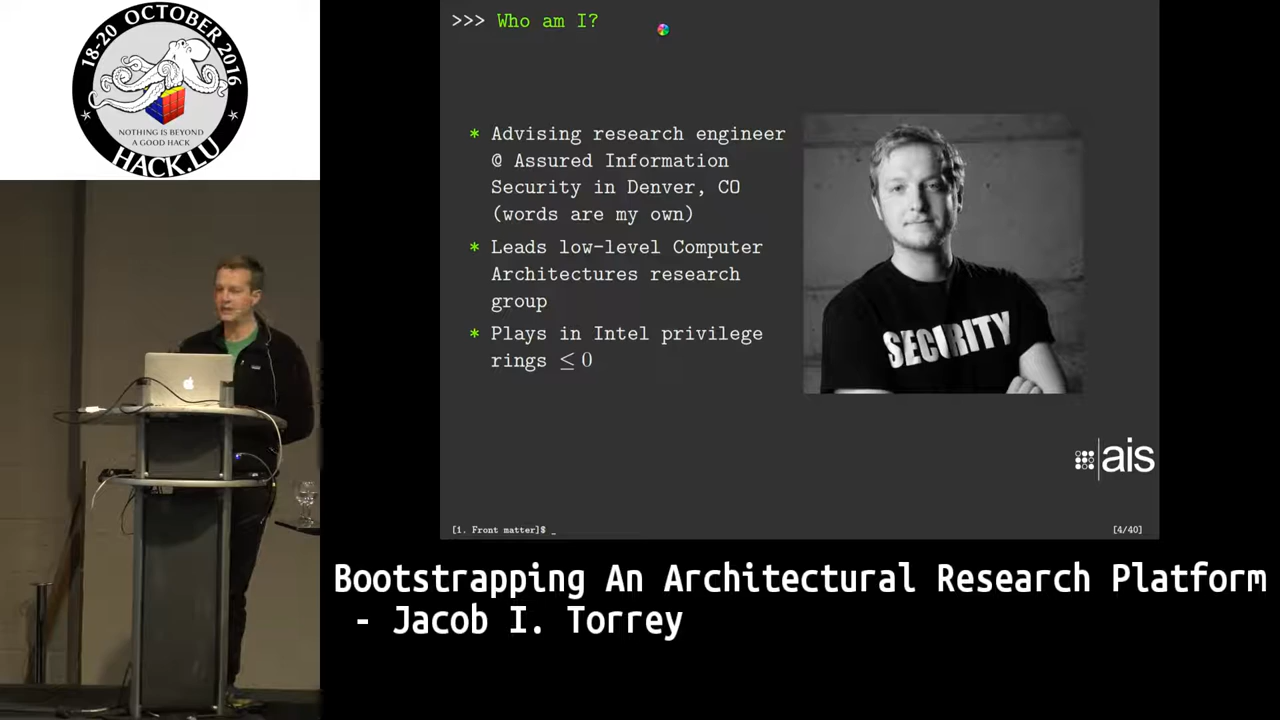 18-20 OCTOBER 2016
NOTHING IS BEYOND
A GOOD HACK
HACK.LU
>>> Who am I?
* Advising research engineer
@ Assured Information
Security in Denver, CO
(words are my own)
* Leads low-level Computer
Architectures research
group
* Plays in Intel privilege
rings ≤ 0
SECURITY
ais
[1. Front matter]$ _
[4/40]
Bootstrapping An Architectural Research Platform
- Jacob I. Torrey